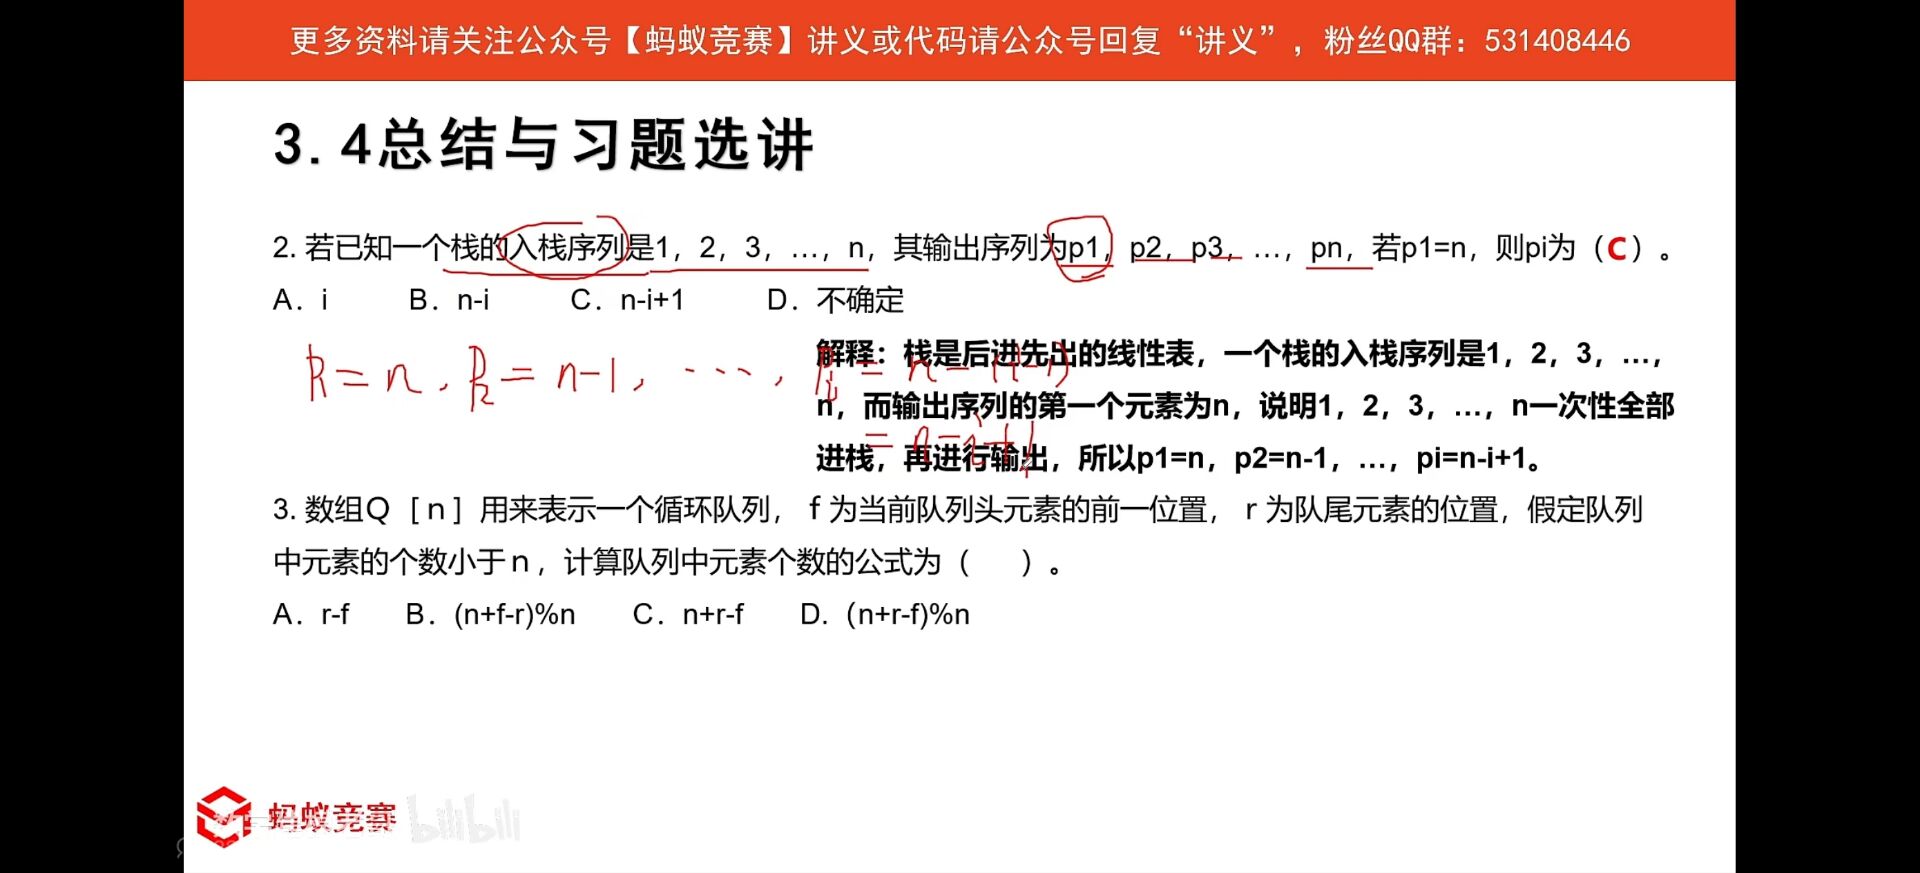 更多资料请关注公众号【蚂蚁竞赛】讲义或代码请公众号回复“讲义”，粉丝QQ群：531408446
3.4总结与习题选讲
2. 若已知一个栈的入栈序列是1，2，3，…，n，其输出序列为p1，p2，p3，…，pn，若p1=n，则pi为（C）。
A．i B．n-i C．n-i+1 D．不确定
P1=n，P2=n-1，……，Pi=n-(i-1)
=n-i+1
解释：栈是后进先出的线性表，一个栈的入栈序列是1，2，3，…，
n，而输出序列的第一个元素为n，说明1，2，3，…，n一次性全部
进栈，再进行输出，所以p1=n，p2=n-1，…，pi=n-i+1。
3. 数组Ｑ［ｎ］用来表示一个循环队列，ｆ为当前队列头元素的前一位置，ｒ为队尾元素的位置，假定队列
中元素的个数小于ｎ，计算队列中元素个数的公式为（ ）。
A．r-f B．(n+f-r)%n C．n+r-f D.（n+r-f)%n
蚂蚁竞赛
bilibili